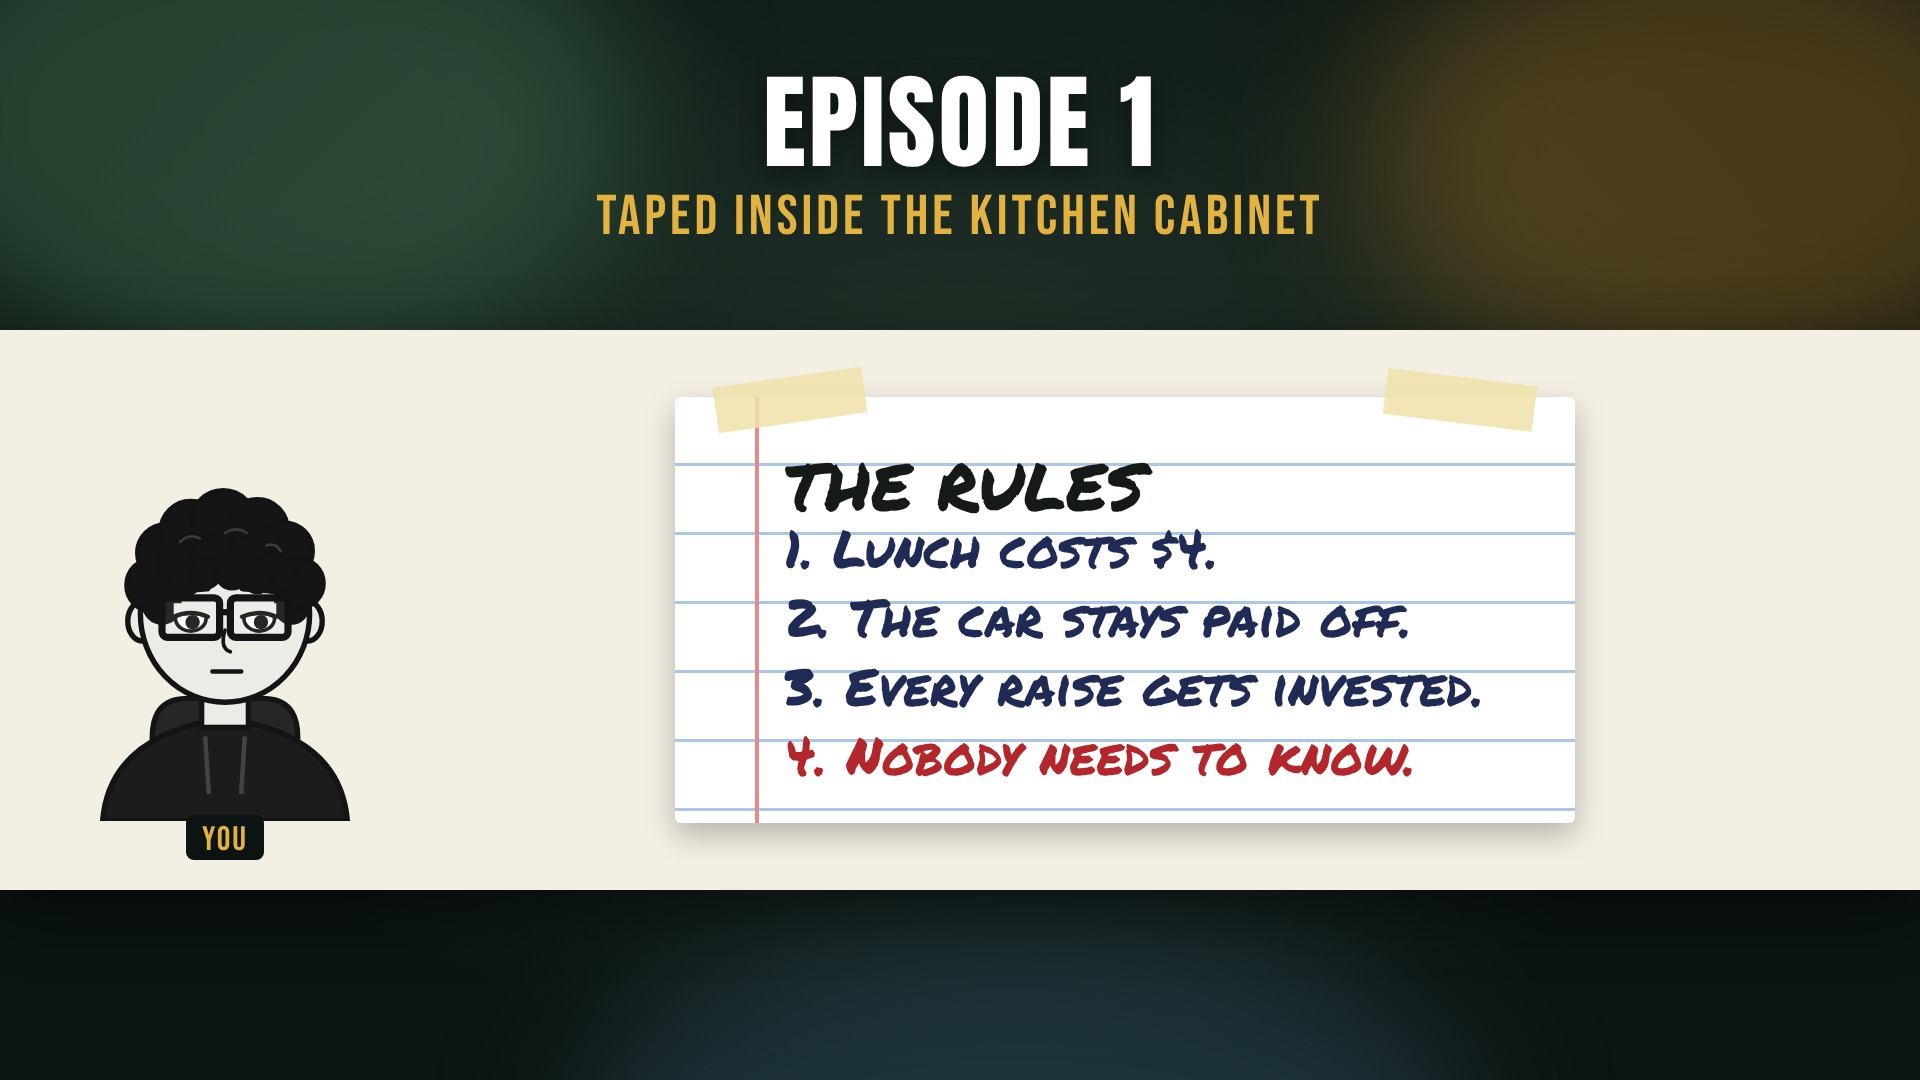 EPISODE 1
TAPED INSIDE THE KITCHEN CABINET
THE RULES
1. LUNCH COSTS $4.
2. THE CAR STAYS PAID OFF.
3. EVERY RAISE GETS INVESTED.
4. NOBODY NEEDS TO KNOW.
YOU